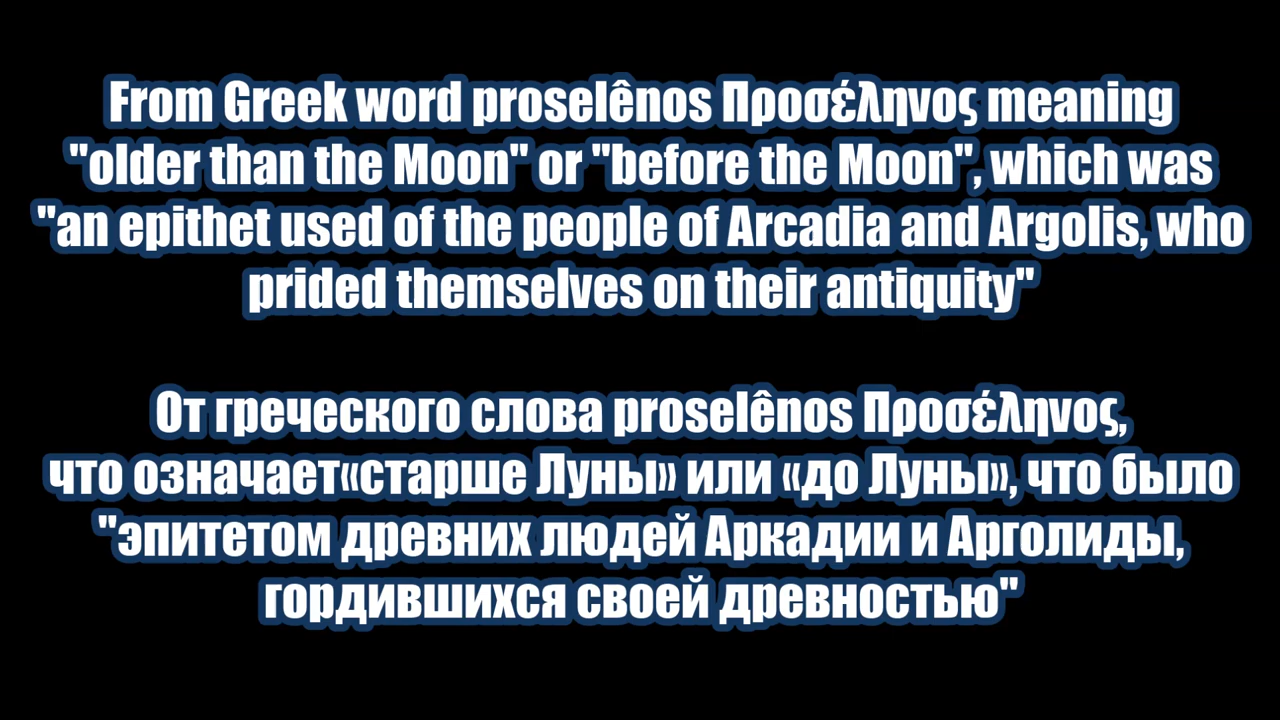 From Greek word proselênos Προσέληνος meaning
"older than the Moon" or "before the Moon", which was
"an epithet used of the people of Arcadia and Argolis, who
prided themselves on their antiquity"
От греческого слова proselênos Προσέληνος,
что означает«старше Луны» или «до Луны», что было
"эпитетом древних людей Аркадии и Арголиды,
гордившихся своей древностью"